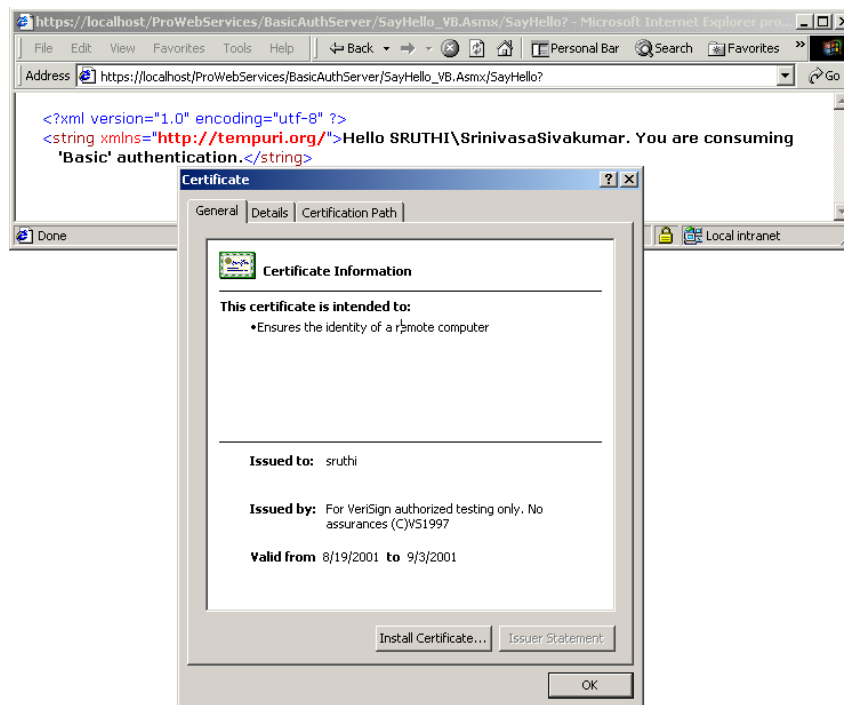 https://localhost/ProWebServices/BasicAuthServer/SayHello_VB.Asmx/SayHello? - Microsoft Internet Explorer pro...
File Edit View Favorites Tools Help Back Personal Bar Search Favorites »
Address https://localhost/ProWebServices/BasicAuthServer/SayHello_VB.Asmx/SayHello? Go
<?xml version="1.0" encoding="utf-8" ?>
<string xmlns="http://tempuri.org/">Hello SRUTHI\SrinivasaSivakumar. You are consuming
'Basic' authentication.</string>
Done Local intranet
Certificate
General Details Certification Path
Certificate Information
This certificate is intended to:
•Ensures the identity of a remote computer
Issued to: sruthi
Issued by: For VeriSign authorized testing only. No
assurances (C)VS1997
Valid from 8/19/2001 to 9/3/2001
Install Certificate... Issuer Statement
OK